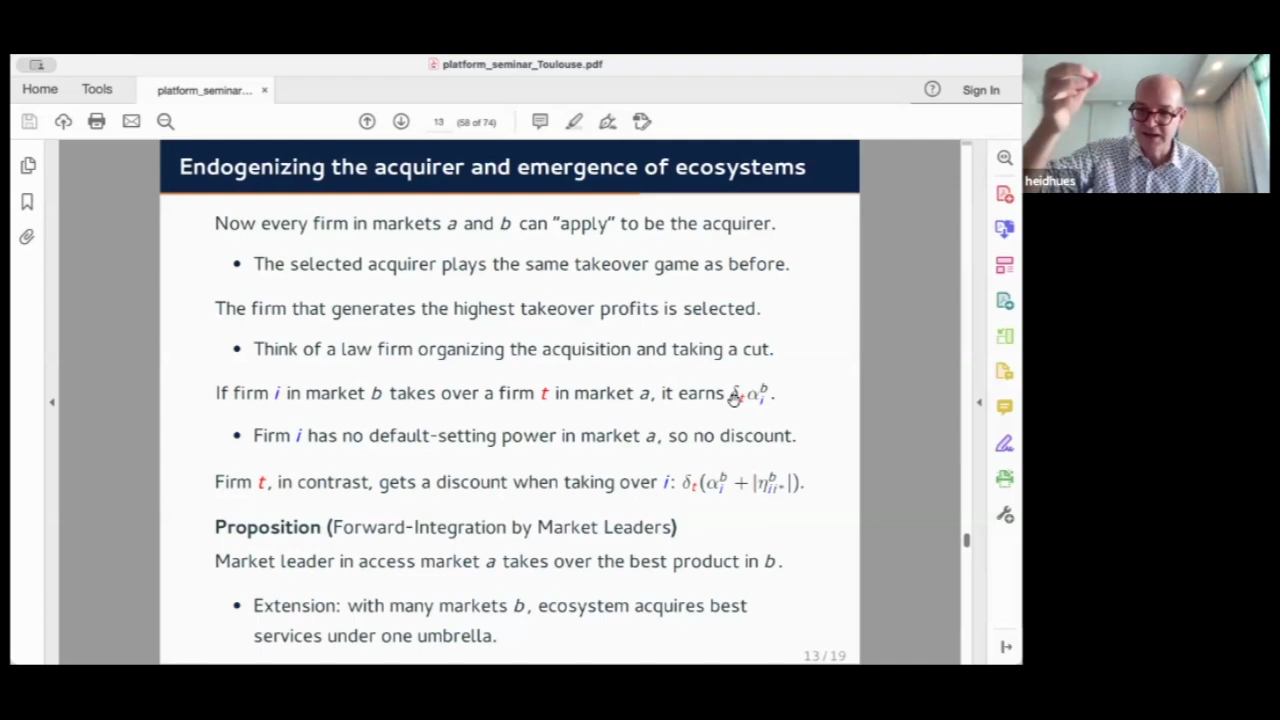 platform_seminar_Toulouse.pdf
Home Tools platform_seminar... × Sign In
13 (58 of 74)
heidhues
Endogenizing the acquirer and emergence of ecosystems
Now every firm in markets a and b can "apply" to be the acquirer.
• The selected acquirer plays the same takeover game as before.
The firm that generates the highest takeover profits is selected.
• Think of a law firm organizing the acquisition and taking a cut.
If firm i in market b takes over a firm t in market a, it earns δₜαᵢᵇ.
• Firm i has no default-setting power in market a, so no discount.
Firm t, in contrast, gets a discount when taking over i: δₜ(αᵢᵇ + |ηᵢᵢ*ᵇ|).
Proposition (Forward-Integration by Market Leaders)
Market leader in access market a takes over the best product in b.
• Extension: with many markets b, ecosystem acquires best
services under one umbrella.
13/19